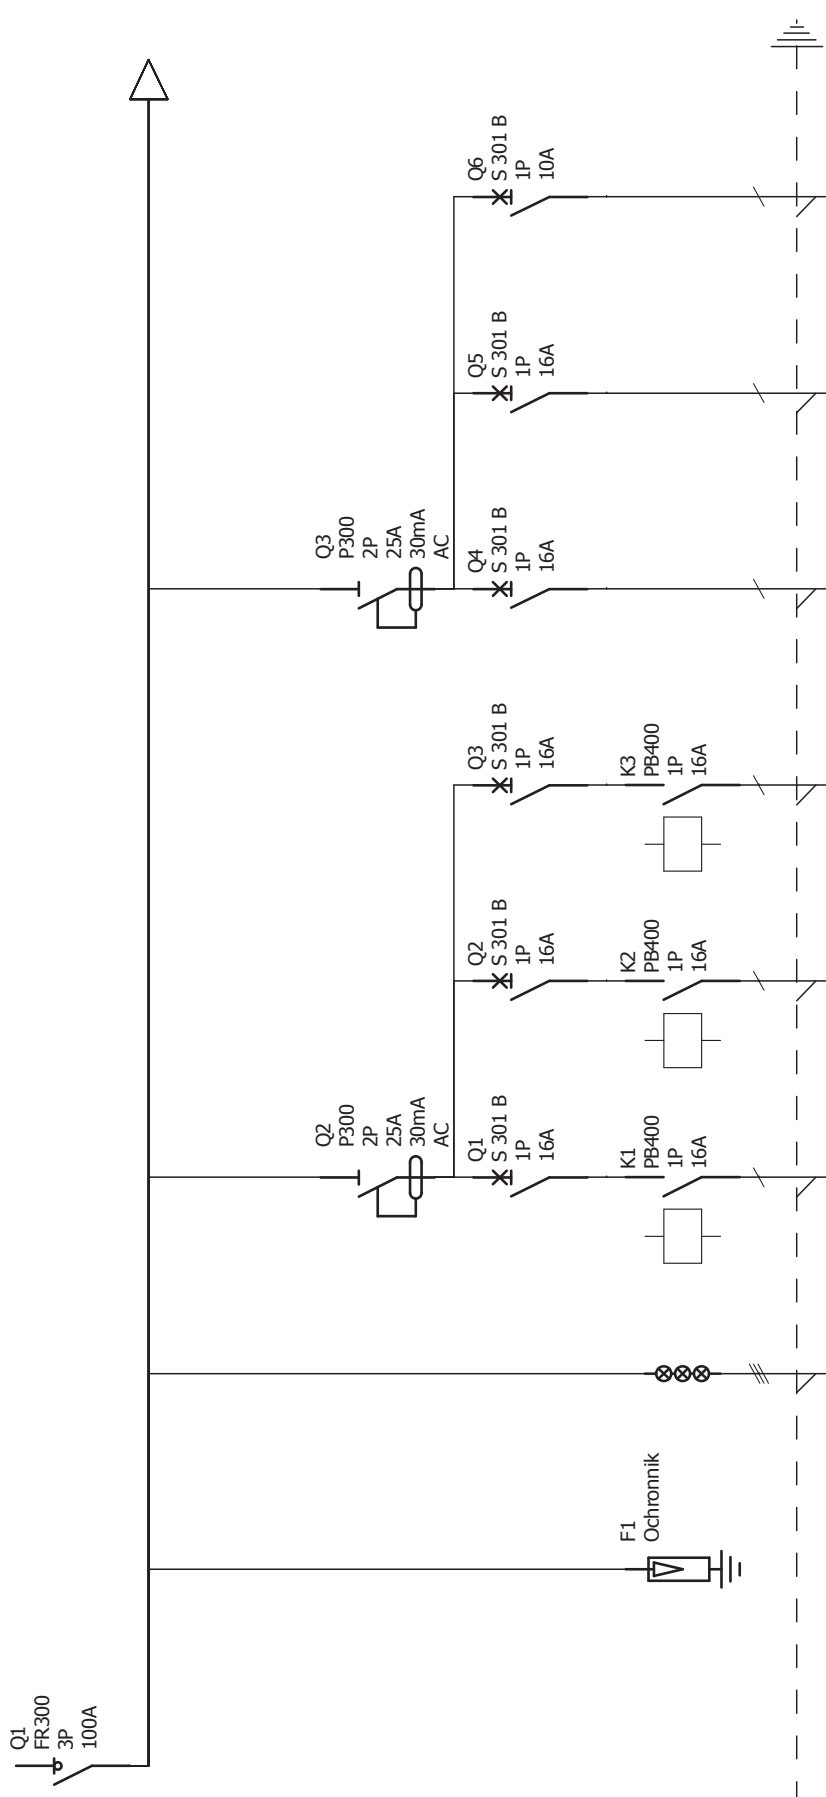 Q1
FR300
3P
100A
F1
Ochronnik
Q2
P300
2P
25A
30mA
AC
Q1
S 301 B
1P
16A
K1
PB400
1P
16A
Q2
S 301 B
1P
16A
K2
PB400
1P
16A
Q3
S 301 B
1P
16A
K3
PB400
1P
16A
Q3
P300
2P
25A
30mA
AC
Q4
S 301 B
1P
16A
Q5
S 301 B
1P
16A
Q6
S 301 B
1P
10A